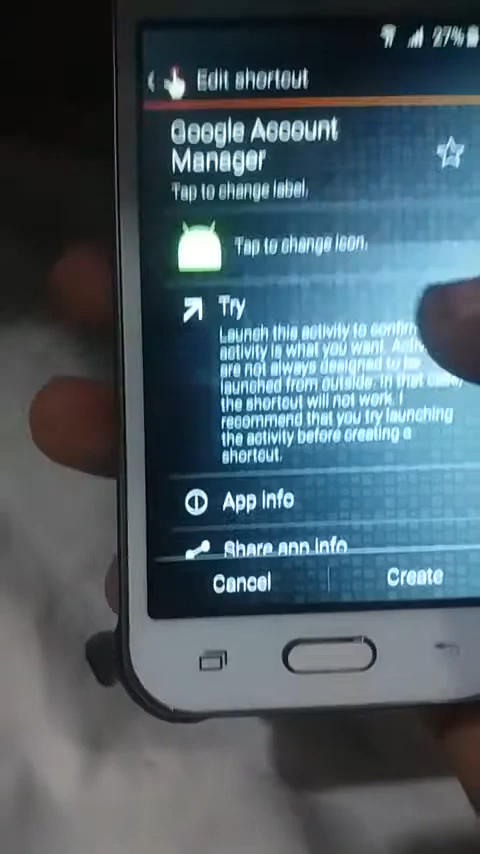 27%
Edit shortcut
Google Account
Manager
Tap to change label.
Tap to change icon.
Try
Launch this activity to confirm
activity is what you want.
are not always designed to be
launched from outside. In that case,
the shortcut will not work. I
recommend that you try launching
the activity before creating a
shortcut.
App info
Share app info
Cancel
Create